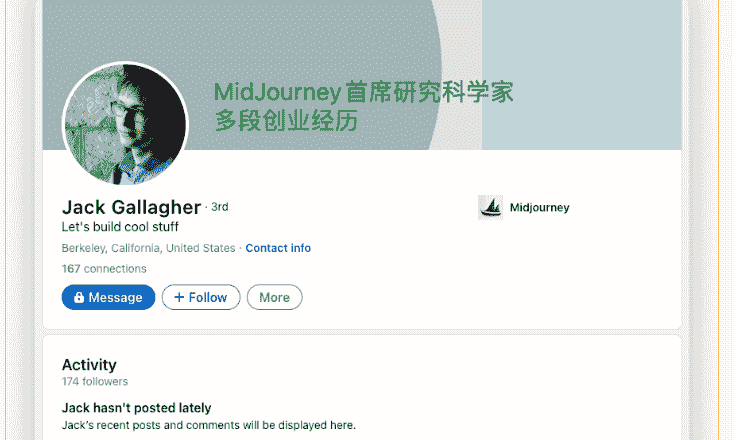 MidJourney首席研究科学家
多段创业经历
Jack Gallagher · 3rd
Midjourney
Let's build cool stuff
Berkeley, California, United States · Contact info
167 connections
Message
+ Follow
More
Activity
174 followers
Jack hasn't posted lately
Jack's recent posts and comments will be displayed here.